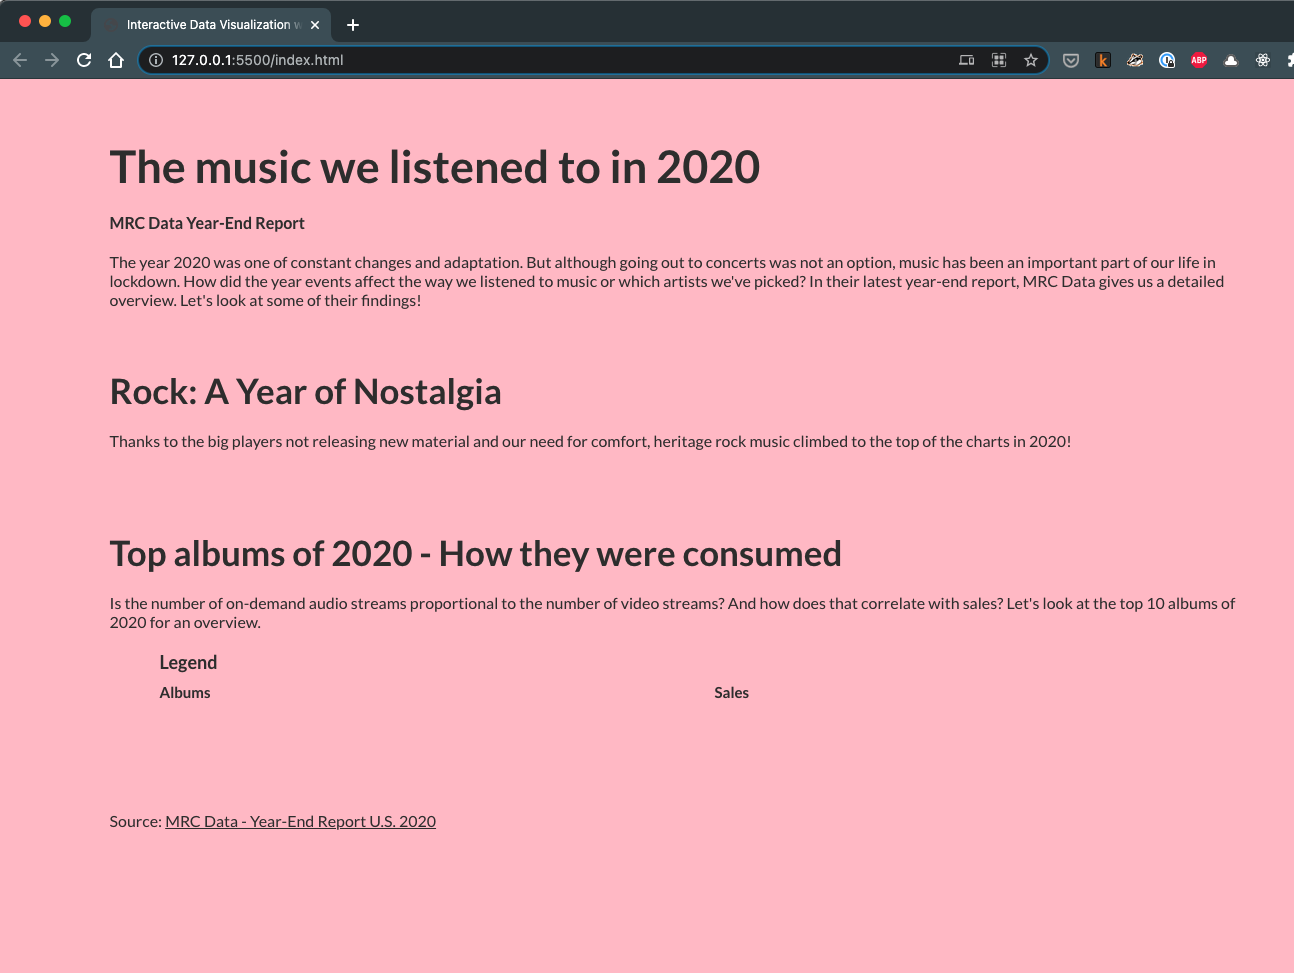 Interactive Data Visualization w
127.0.0.1:5500/index.html
k
ABP
The music we listened to in 2020
MRC Data Year-End Report
The year 2020 was one of constant changes and adaptation. But although going out to concerts was not an option, music has been an important part of our life in
lockdown. How did the year events affect the way we listened to music or which artists we've picked? In their latest year-end report, MRC Data gives us a detailed
overview. Let's look at some of their findings!
Rock: A Year of Nostalgia
Thanks to the big players not releasing new material and our need for comfort, heritage rock music climbed to the top of the charts in 2020!
Top albums of 2020 - How they were consumed
Is the number of on-demand audio streams proportional to the number of video streams? And how does that correlate with sales? Let's look at the top 10 albums of
2020 for an overview.
Legend
Albums Sales
Source: MRC Data - Year-End Report U.S. 2020